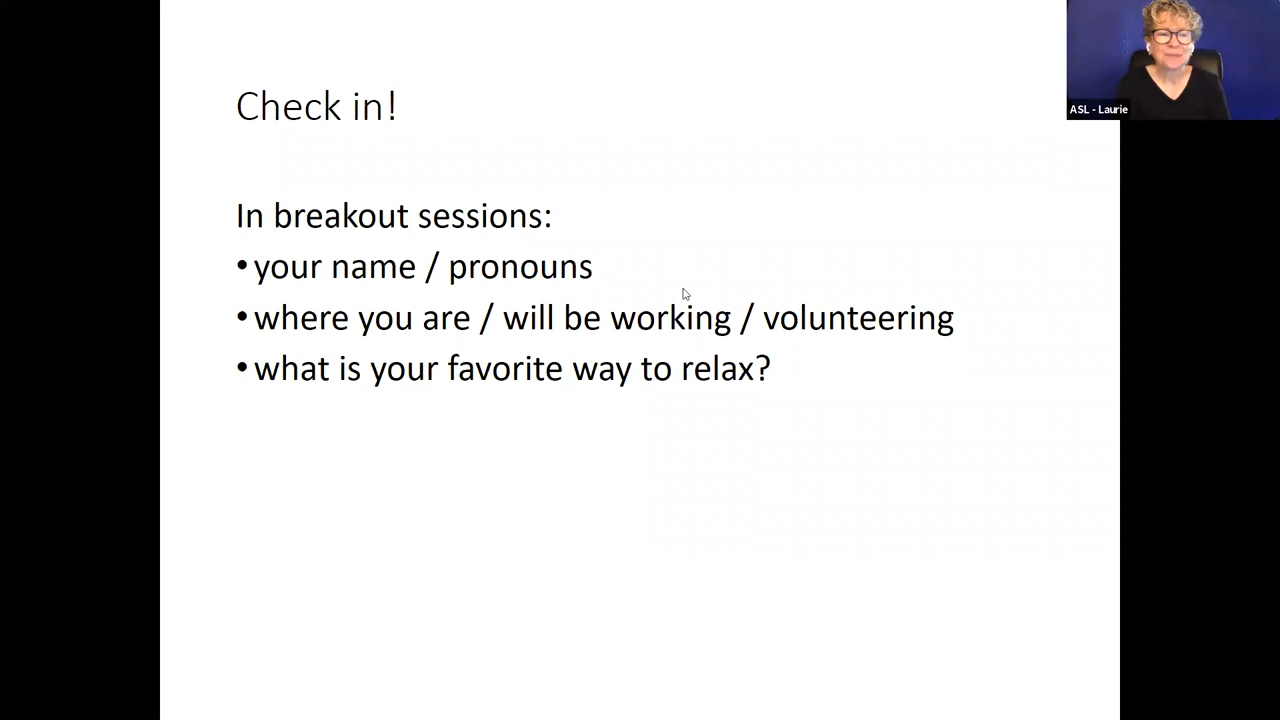 Check in!
In breakout sessions:
•your name / pronouns
•where you are / will be working / volunteering
•what is your favorite way to relax?
ASL - Laurie